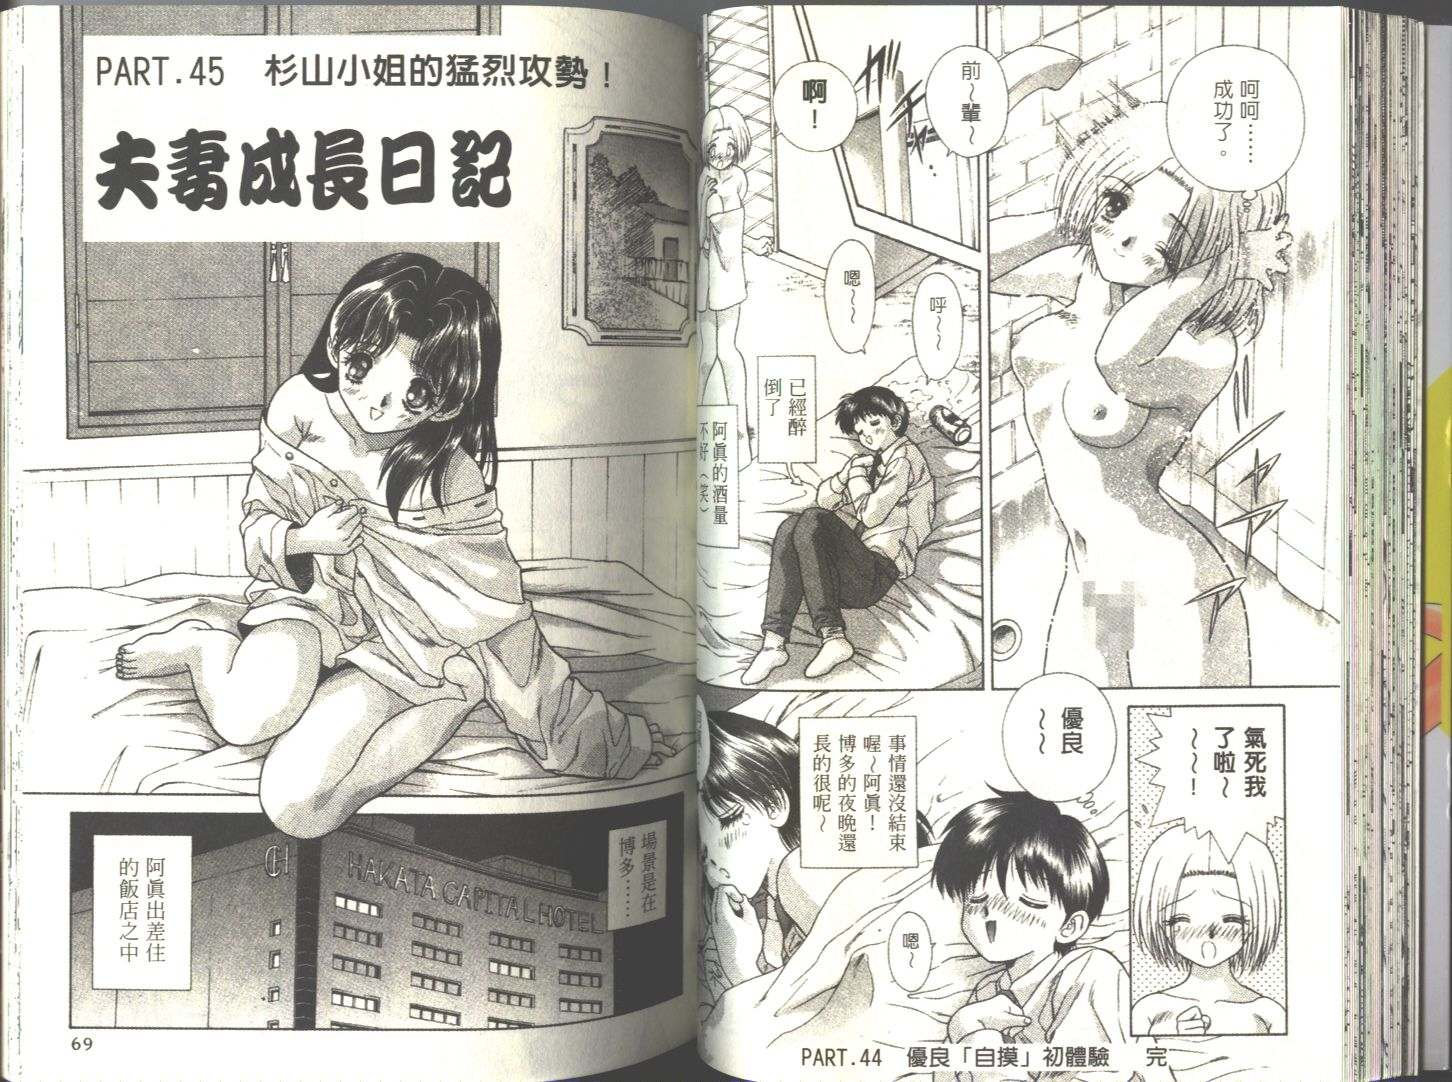 呵呵……
成功了。
前～輩～
啊！
呼～～
嗯～～
已經醉
倒了
阿眞的酒量
不好（笑）
氣死我
了啦～
～～！
優良
～～
事情還沒結束
喔～阿眞！
博多的夜晚還
長的很呢～
嗯～
PART.44 優良「自摸」初體驗 完
PART.45 杉山小姐的猛烈攻勢！
夫妻成長日記
場景是在
博多……
HAKATA CAPITAL HOTEL
CH
阿眞出差住
的飯店之中
69